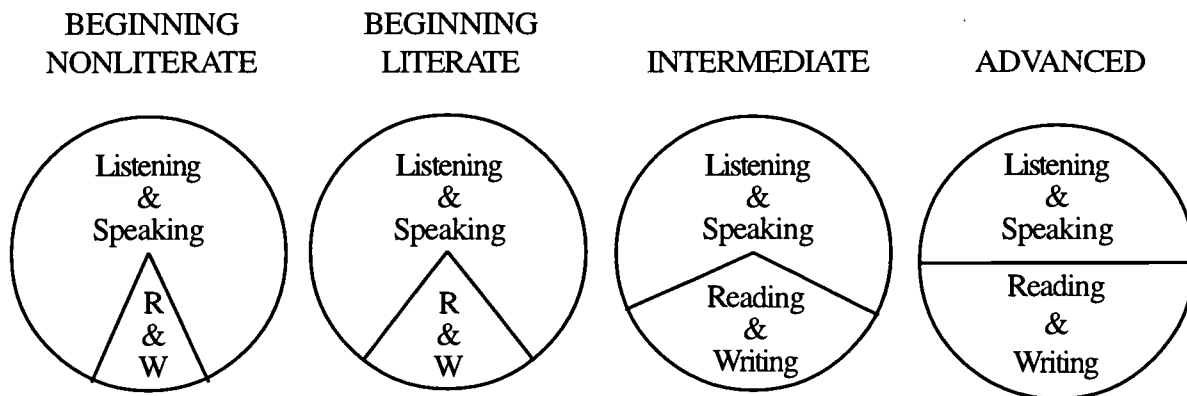 BEGINNING
NONLITERATE
BEGINNING
LITERATE
INTERMEDIATE
ADVANCED
Listening
&
Speaking
R
&
W
Listening
&
Speaking
R
&
W
Listening
&
Speaking
Reading
&
Writing
Listening
&
Speaking
Reading
&
Writing